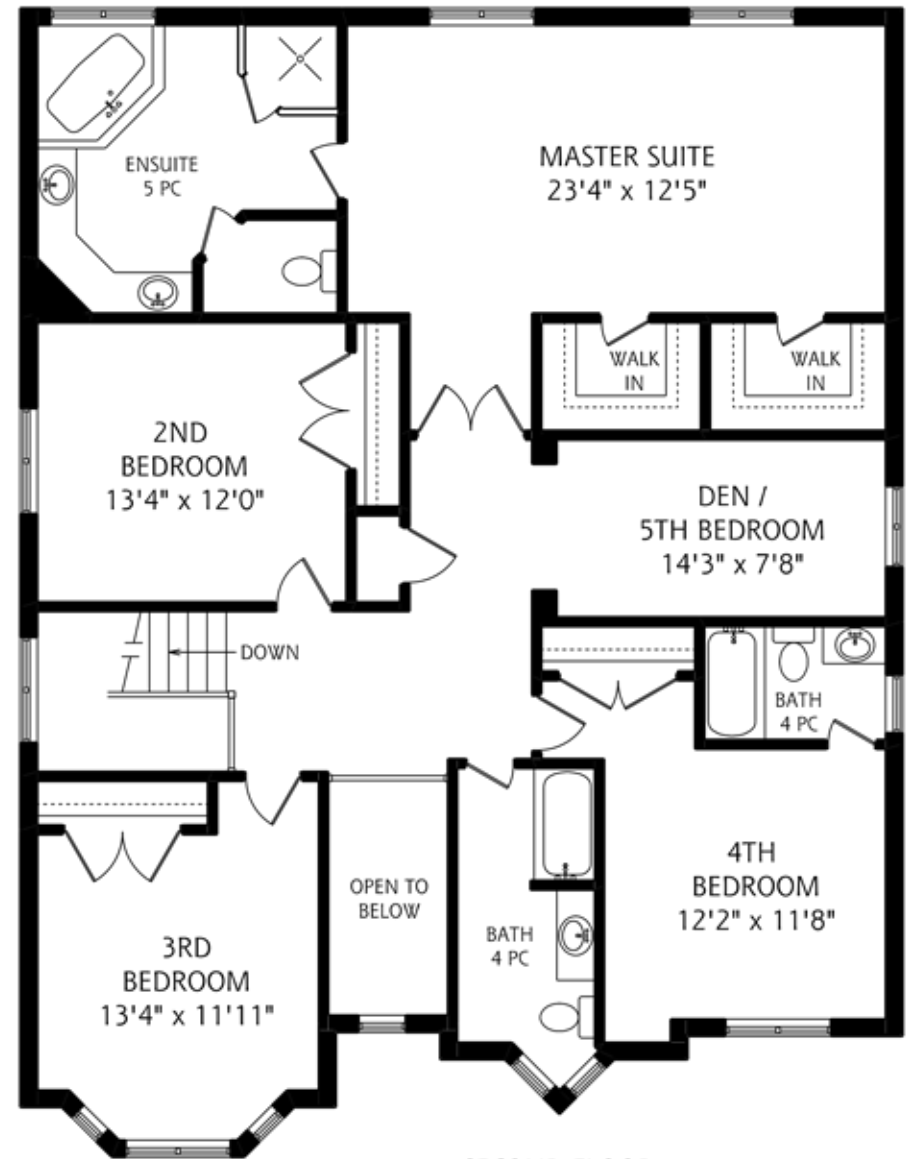 ENSUITE
5 PC
MASTER SUITE
23'4" x 12'5"
WALK
IN
WALK
IN
2ND
BEDROOM
13'4" x 12'0"
DEN /
5TH BEDROOM
14'3" x 7'8"
DOWN
BATH
4 PC
OPEN TO
BELOW
BATH
4 PC
4TH
BEDROOM
12'2" x 11'8"
3RD
BEDROOM
13'4" x 11'11"